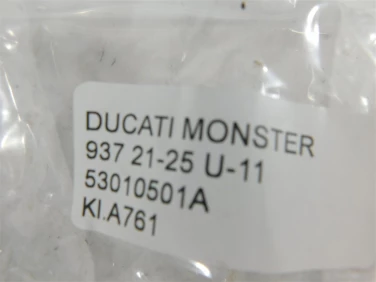 DUCATI MONSTER
937 21-25 U-11
53010501A
KI.A761